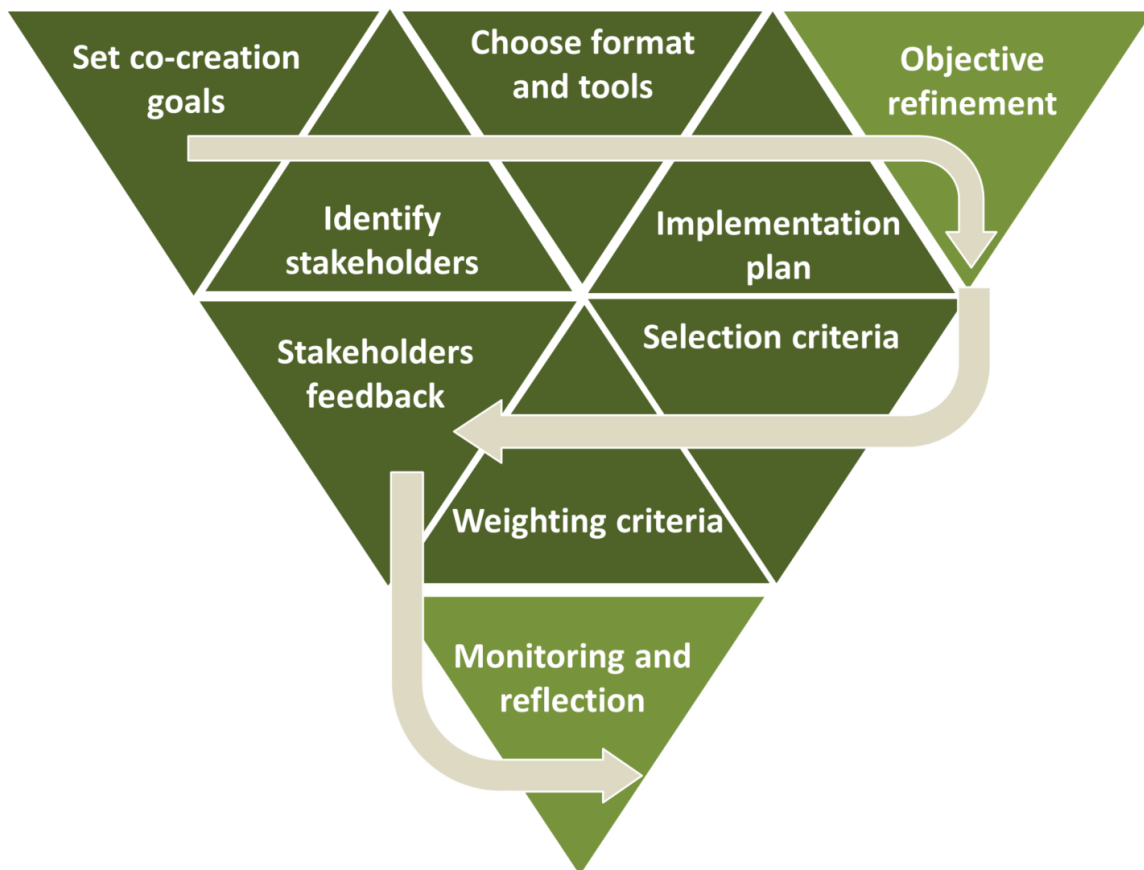 Set co-creation
goals
Choose format
and tools
Objective
refinement
Identify
stakeholders
Implementation
plan
Stakeholders
feedback
Selection criteria
Weighting criteria
Monitoring and
reflection